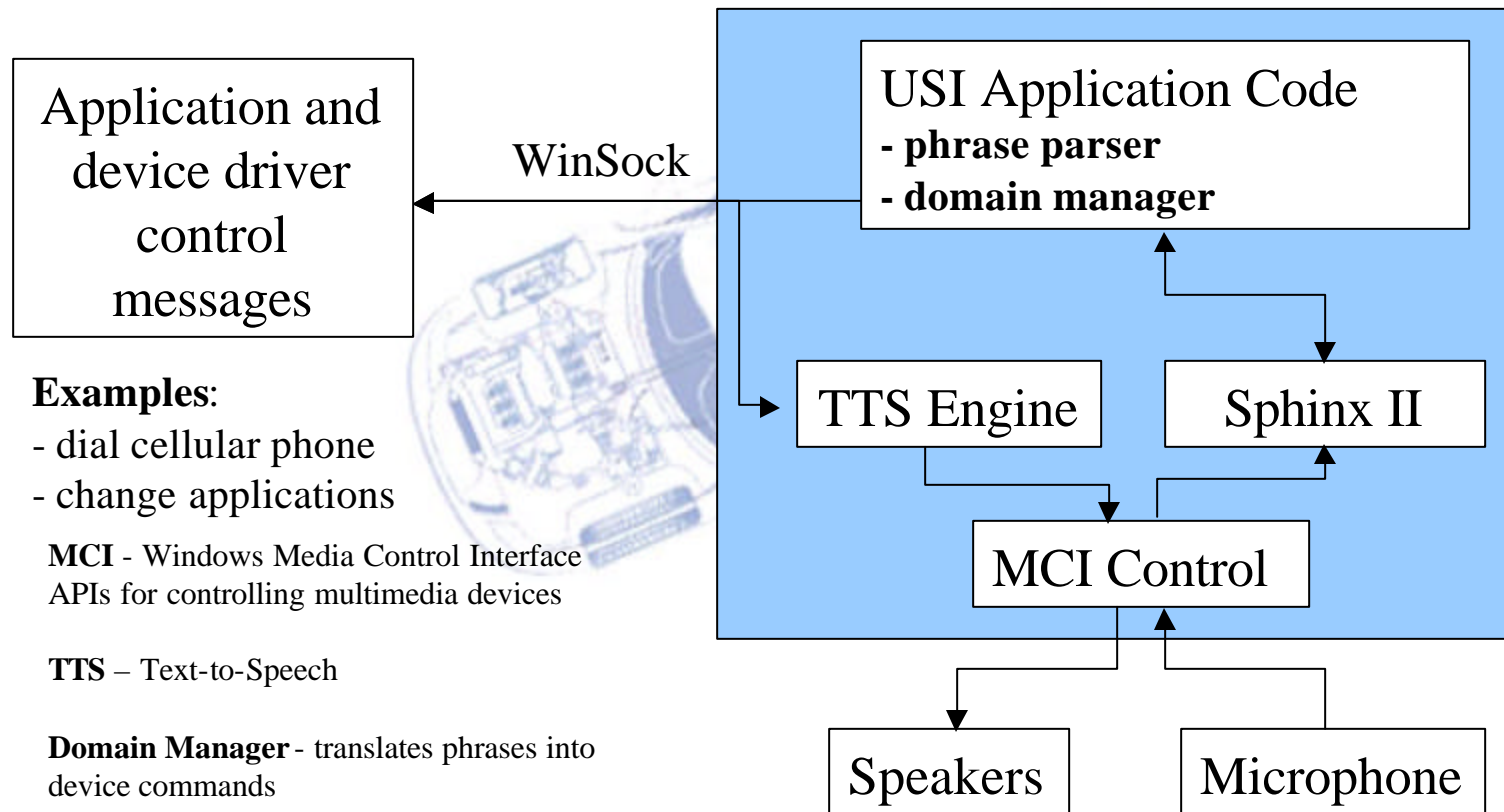 Application and
device driver
control
messages
WinSock
USI Application Code
- phrase parser
- domain manager
TTS Engine
Sphinx II
MCI Control
Speakers
Microphone
Examples:
- dial cellular phone
- change applications
MCI - Windows Media Control Interface
APIs for controlling multimedia devices
TTS – Text-to-Speech
Domain Manager - translates phrases into
device commands